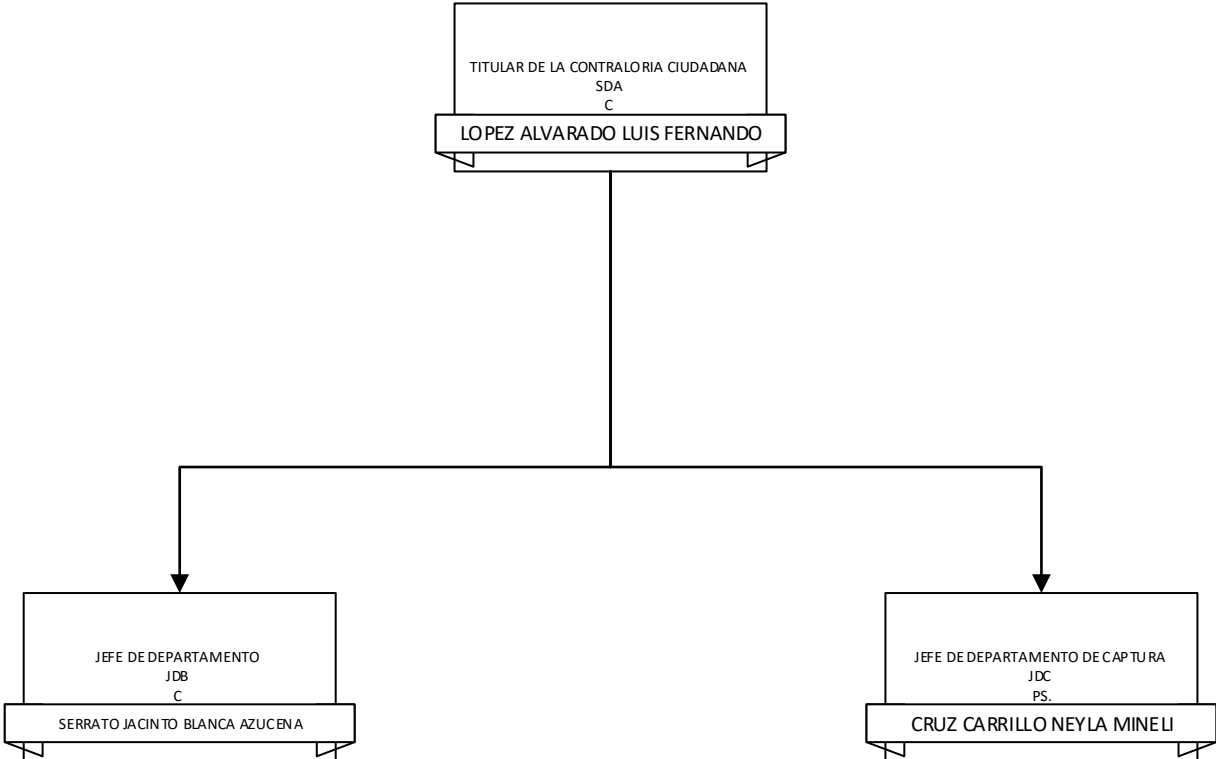 TITULAR DE LA CONTRALORIA CIUDADANA
SDA
C
LOPEZ ALVARADO LUIS FERNANDO
JEFE DE DEPARTAMENTO
JDB
C
SERRATO JACINTO BLANCA AZUCENA
JEFE DE DEPARTAMENTO DE CAPTURA
JDC
PS.
CRUZ CARRILLO NEYLA MINELI